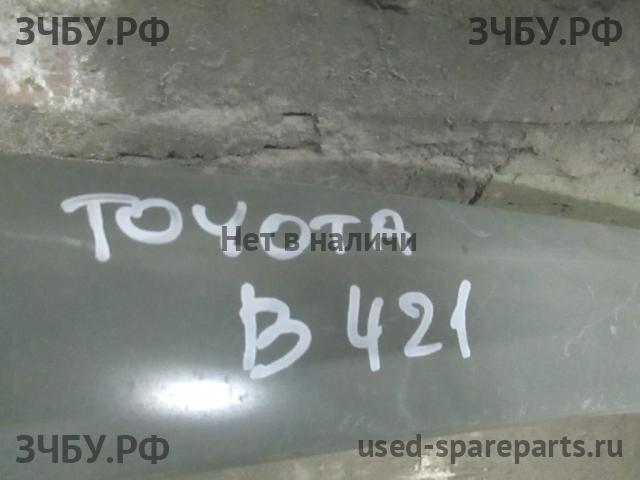 ЗЧБУ.РФ ЗЧБУ.РФ
TOYOTA
Нет в наличи
B 421
ЗЧБУ.РФ used-spareparts.ru